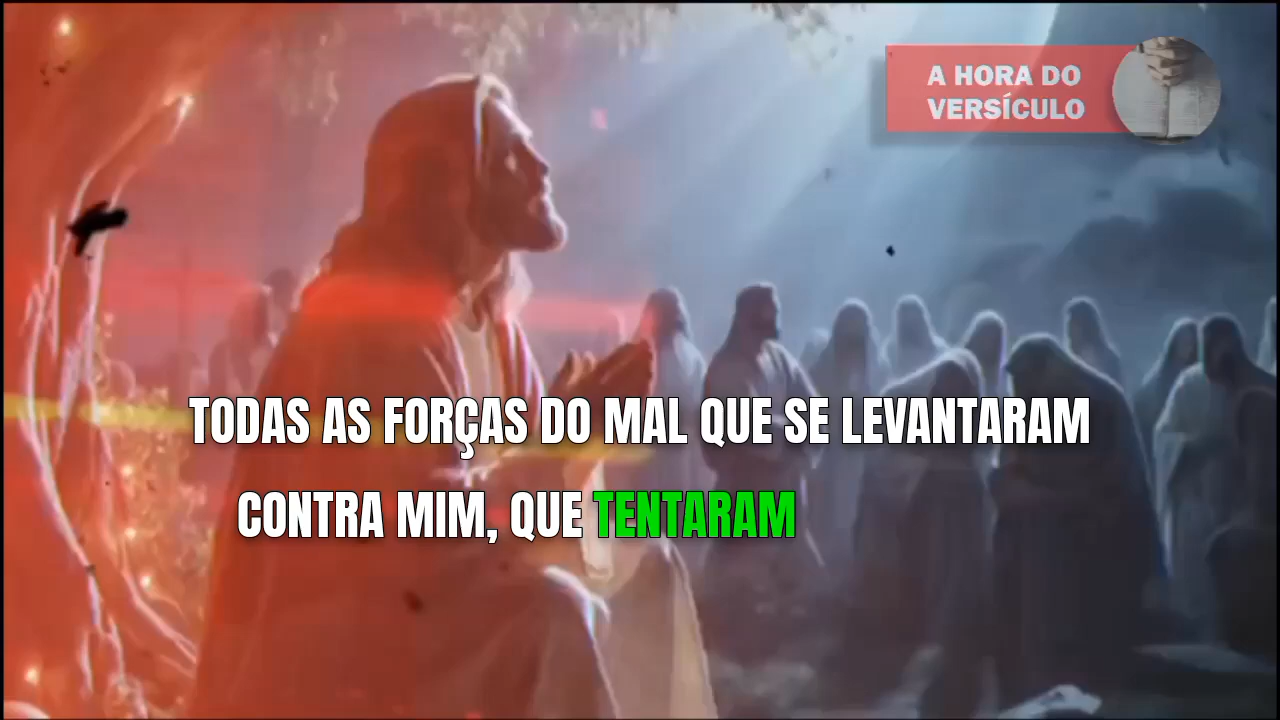 A HORA DO
VERSÍCULO
TODAS AS FORÇAS DO MAL QUE SE LEVANTARAM
CONTRA MIM, QUE TENTARAM